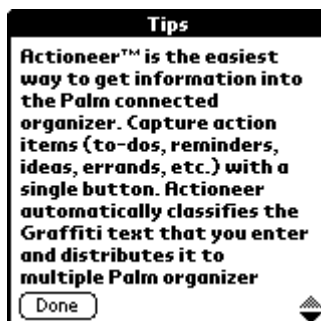 Tips
Actioneer™ is the easiest
way to get information into
the Palm connected
organizer. Capture action
items (to-dos, reminders,
ideas, errands, etc.) with a
single button. Actioneer
automatically classifies the
Graffiti text that you enter
and distributes it to
multiple Palm organizer
Done